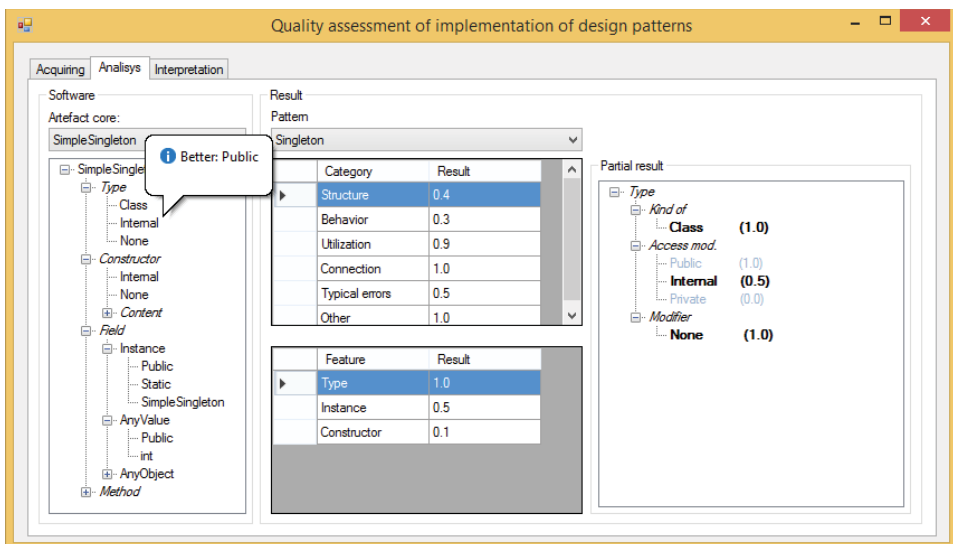 Quality assessment of implementation of design patterns
Acquiring Analisys Interpretation
Software
Artefact core:
SimpleSingleton
Better: Public
SimpleSingle
Type
Class
Internal
None
Constructor
Internal
None
Content
Field
Instance
Public
Static
SimpleSingleton
AnyValue
Public
int
AnyObject
Method
Result
Pattern
Singleton
Category Result
Structure 0.4
Behavior 0.3
Utilization 0.9
Connection 1.0
Typical errors 0.5
Other 1.0
Feature Result
Type 1.0
Instance 0.5
Constructor 0.1
Partial result
Type
Kind of
Class (1.0)
Access mod.
Public (1.0)
Internal (0.5)
Private (0.0)
Modifier
None (1.0)